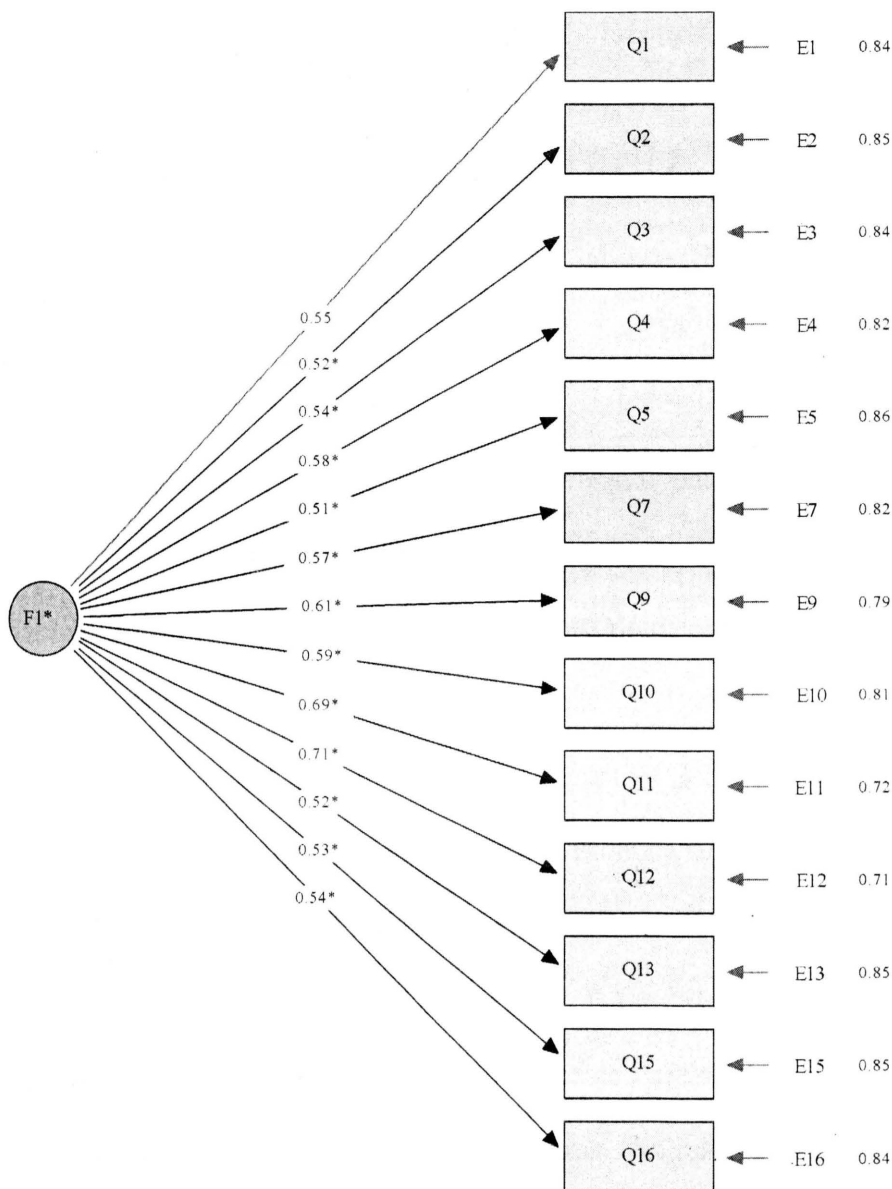 Q1 E1 0.84
Q2 E2 0.85
Q3 E3 0.84
0.55
Q4 E4 0.82
0.52*
0.54*
Q5 E5 0.86
0.58*
0.51*
Q7 E7 0.82
0.57*
F1*
0.61*
Q9 E9 0.79
0.59*
Q10 E10 0.81
0.69*
0.71*
Q11 E11 0.72
0.52*
0.53*
Q12 E12 0.71
0.54*
Q13 E13 0.85
Q15 E15 0.85
Q16 E16 0.84